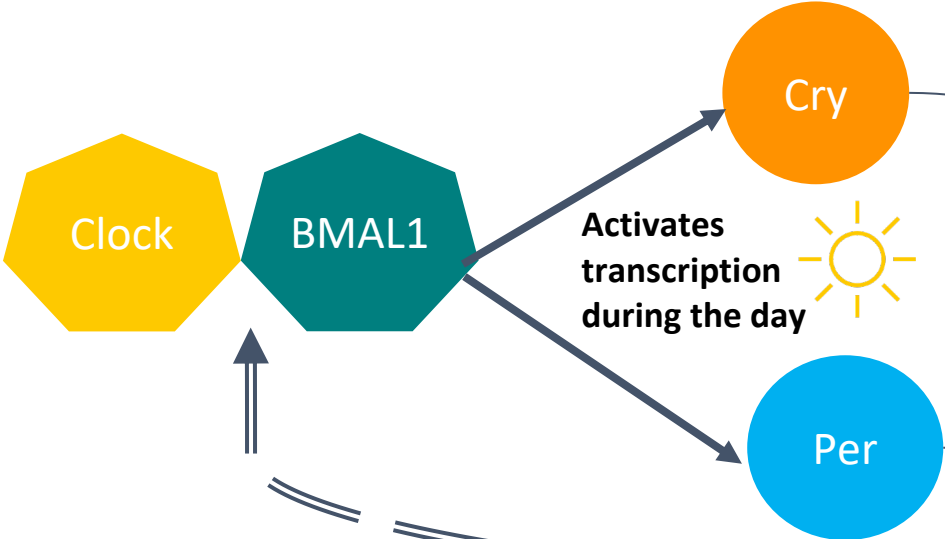 Cry
Clock
BMAL1
Activates
transcription
during the day
Per